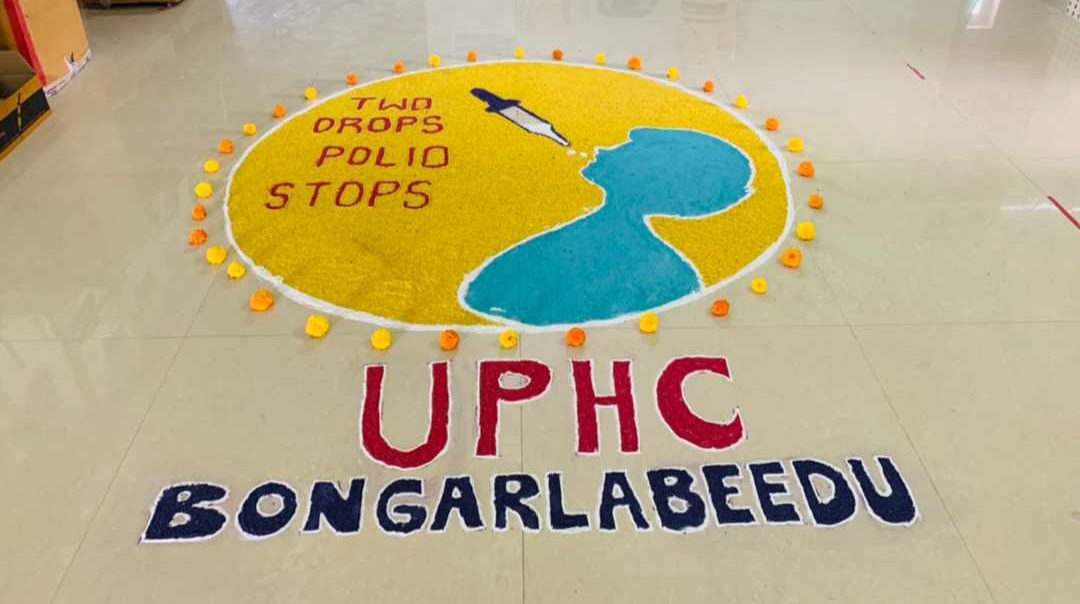 TWO
DROPS
POLIO
STOPS
UPHC
BONGARLABEEDU